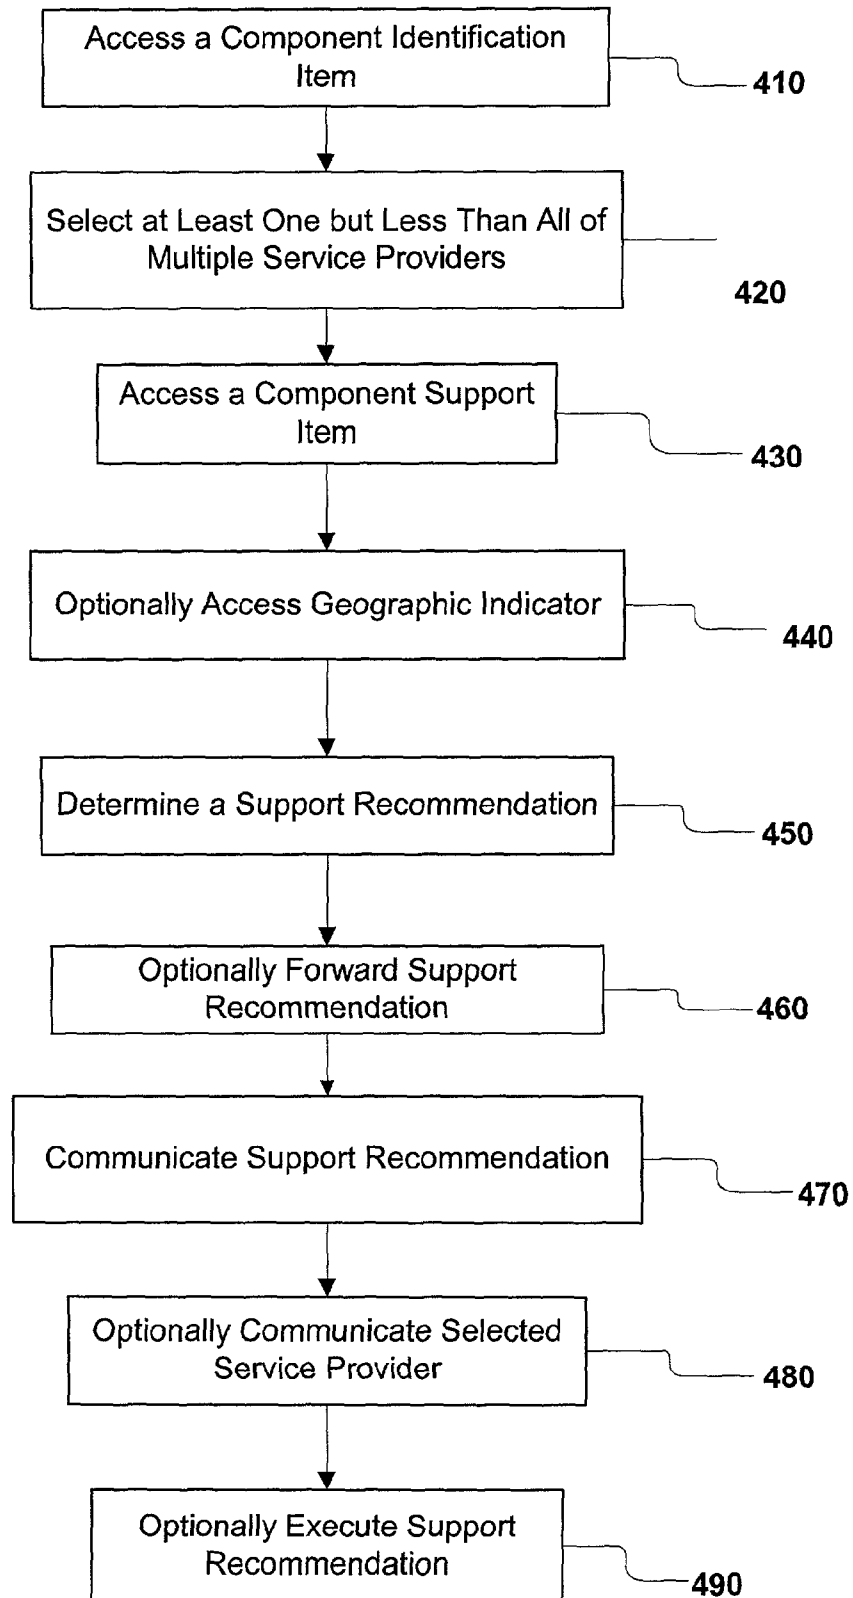 Access a Component Identification
Item
410
Select at Least One but Less Than All of
Multiple Service Providers
420
Access a Component Support
Item
430
Optionally Access Geographic Indicator
440
Determine a Support Recommendation
450
Optionally Forward Support
Recommendation
460
Communicate Support Recommendation
470
Optionally Communicate Selected
Service Provider
480
Optionally Execute Support
Recommendation
490